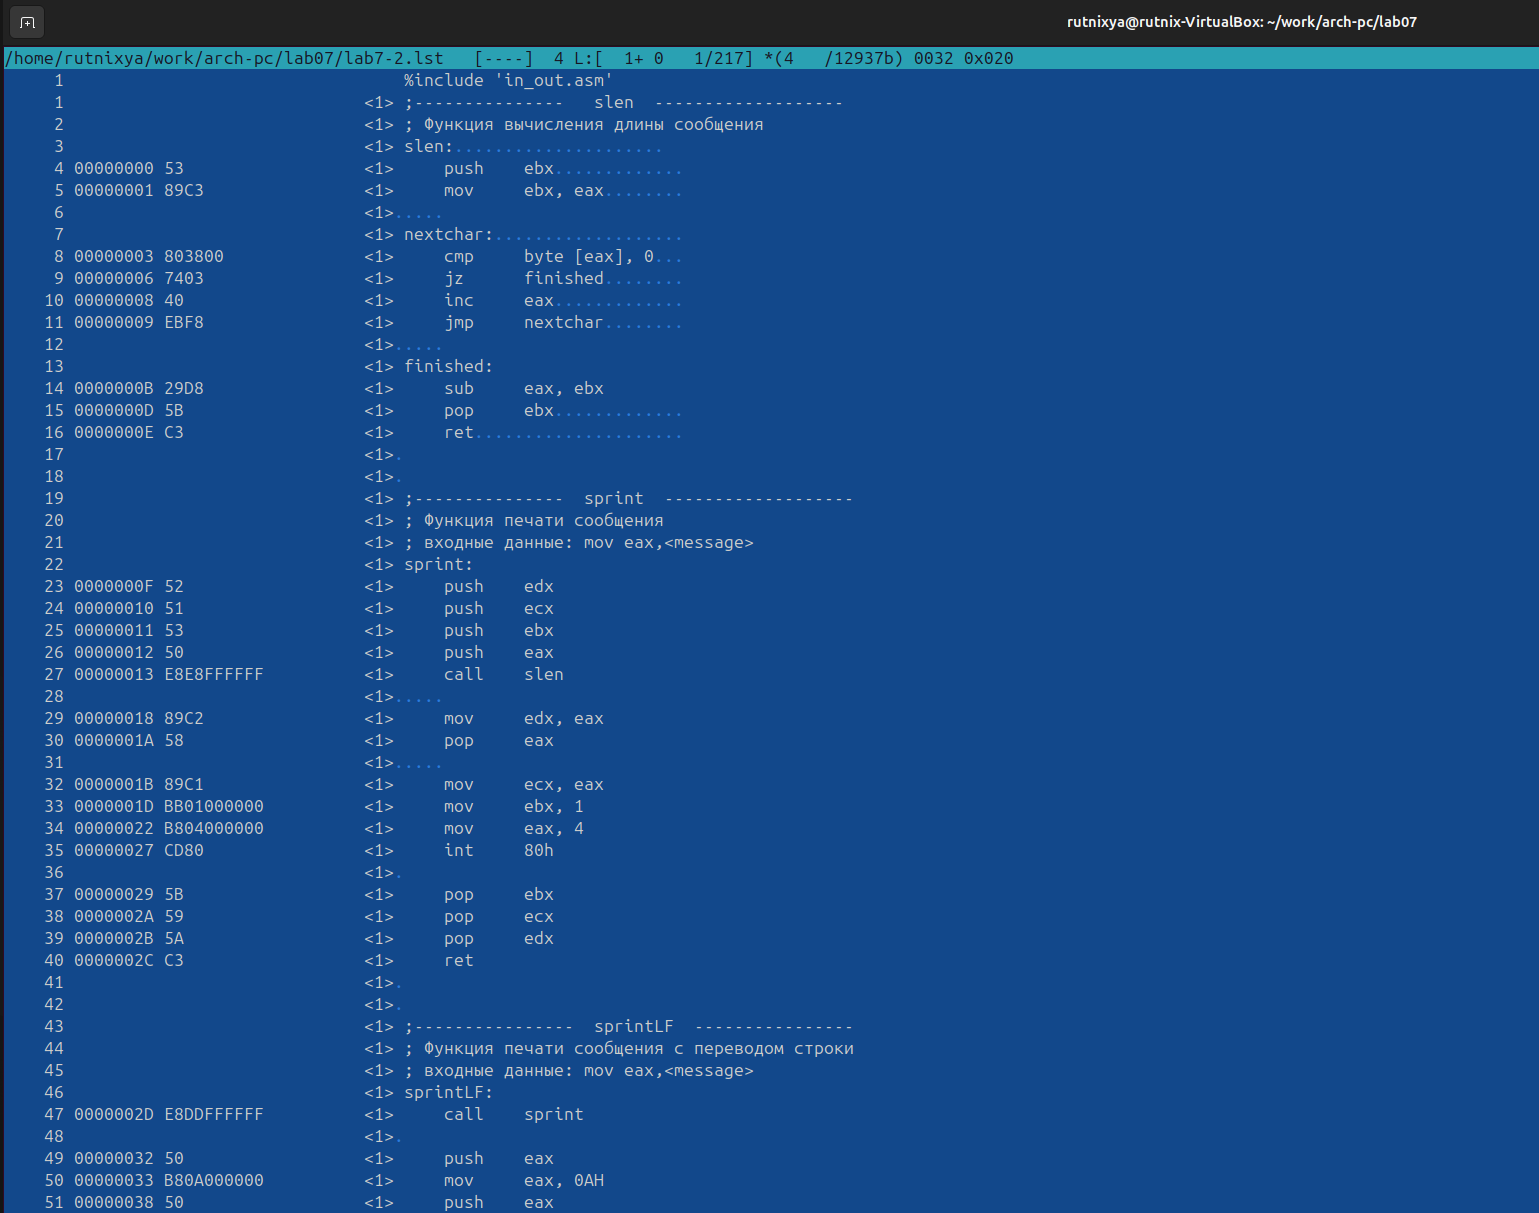 rutnixya@rutnix-VirtualBox: ~/work/arch-pc/lab07
/home/rutnixya/work/arch-pc/lab07/lab7-2.lst   [----]  4 L:[  1+ 0   1/217] *(4   /12937b) 0032 0x020
     1                                  %include 'in_out.asm'
     1                              <1> ;---------------   slen  -------------------
     2                              <1> ; Функция вычисления длины сообщения
     3                              <1> slen:.....................
     4 00000000 53                  <1>     push    ebx.............
     5 00000001 89C3                <1>     mov     ebx, eax........
     6                              <1>.....
     7                              <1> nextchar:...................
     8 00000003 803800              <1>     cmp     byte [eax], 0...
     9 00000006 7403                <1>     jz      finished........
    10 00000008 40                  <1>     inc     eax.............
    11 00000009 EBF8                <1>     jmp     nextchar........
    12                              <1>.....
    13                              <1> finished:
    14 0000000B 29D8                <1>     sub     eax, ebx
    15 0000000D 5B                  <1>     pop     ebx.............
    16 0000000E C3                  <1>     ret.....................
    17                              <1>.
    18                              <1>.
    19                              <1> ;---------------  sprint  -------------------
    20                              <1> ; Функция печати сообщения
    21                              <1> ; входные данные: mov eax,<message>
    22                              <1> sprint:
    23 0000000F 52                  <1>     push    edx
    24 00000010 51                  <1>     push    ecx
    25 00000011 53                  <1>     push    ebx
    26 00000012 50                  <1>     push    eax
    27 00000013 E8E8FFFFFF          <1>     call    slen
    28                              <1>.....
    29 00000018 89C2                <1>     mov     edx, eax
    30 0000001A 58                  <1>     pop     eax
    31                              <1>.....
    32 0000001B 89C1                <1>     mov     ecx, eax
    33 0000001D BB01000000          <1>     mov     ebx, 1
    34 00000022 B804000000          <1>     mov     eax, 4
    35 00000027 CD80                <1>     int     80h
    36                              <1>.
    37 00000029 5B                  <1>     pop     ebx
    38 0000002A 59                  <1>     pop     ecx
    39 0000002B 5A                  <1>     pop     edx
    40 0000002C C3                  <1>     ret
    41                              <1>.
    42                              <1>.
    43                              <1> ;----------------  sprintLF  ----------------
    44                              <1> ; Функция печати сообщения с переводом строки
    45                              <1> ; входные данные: mov eax,<message>
    46                              <1> sprintLF:
    47 0000002D E8DDFFFFFF          <1>     call    sprint
    48                              <1>.
    49 00000032 50                  <1>     push    eax
    50 00000033 B80A000000          <1>     mov     eax, 0AH
    51 00000038 50                  <1>     push    eax